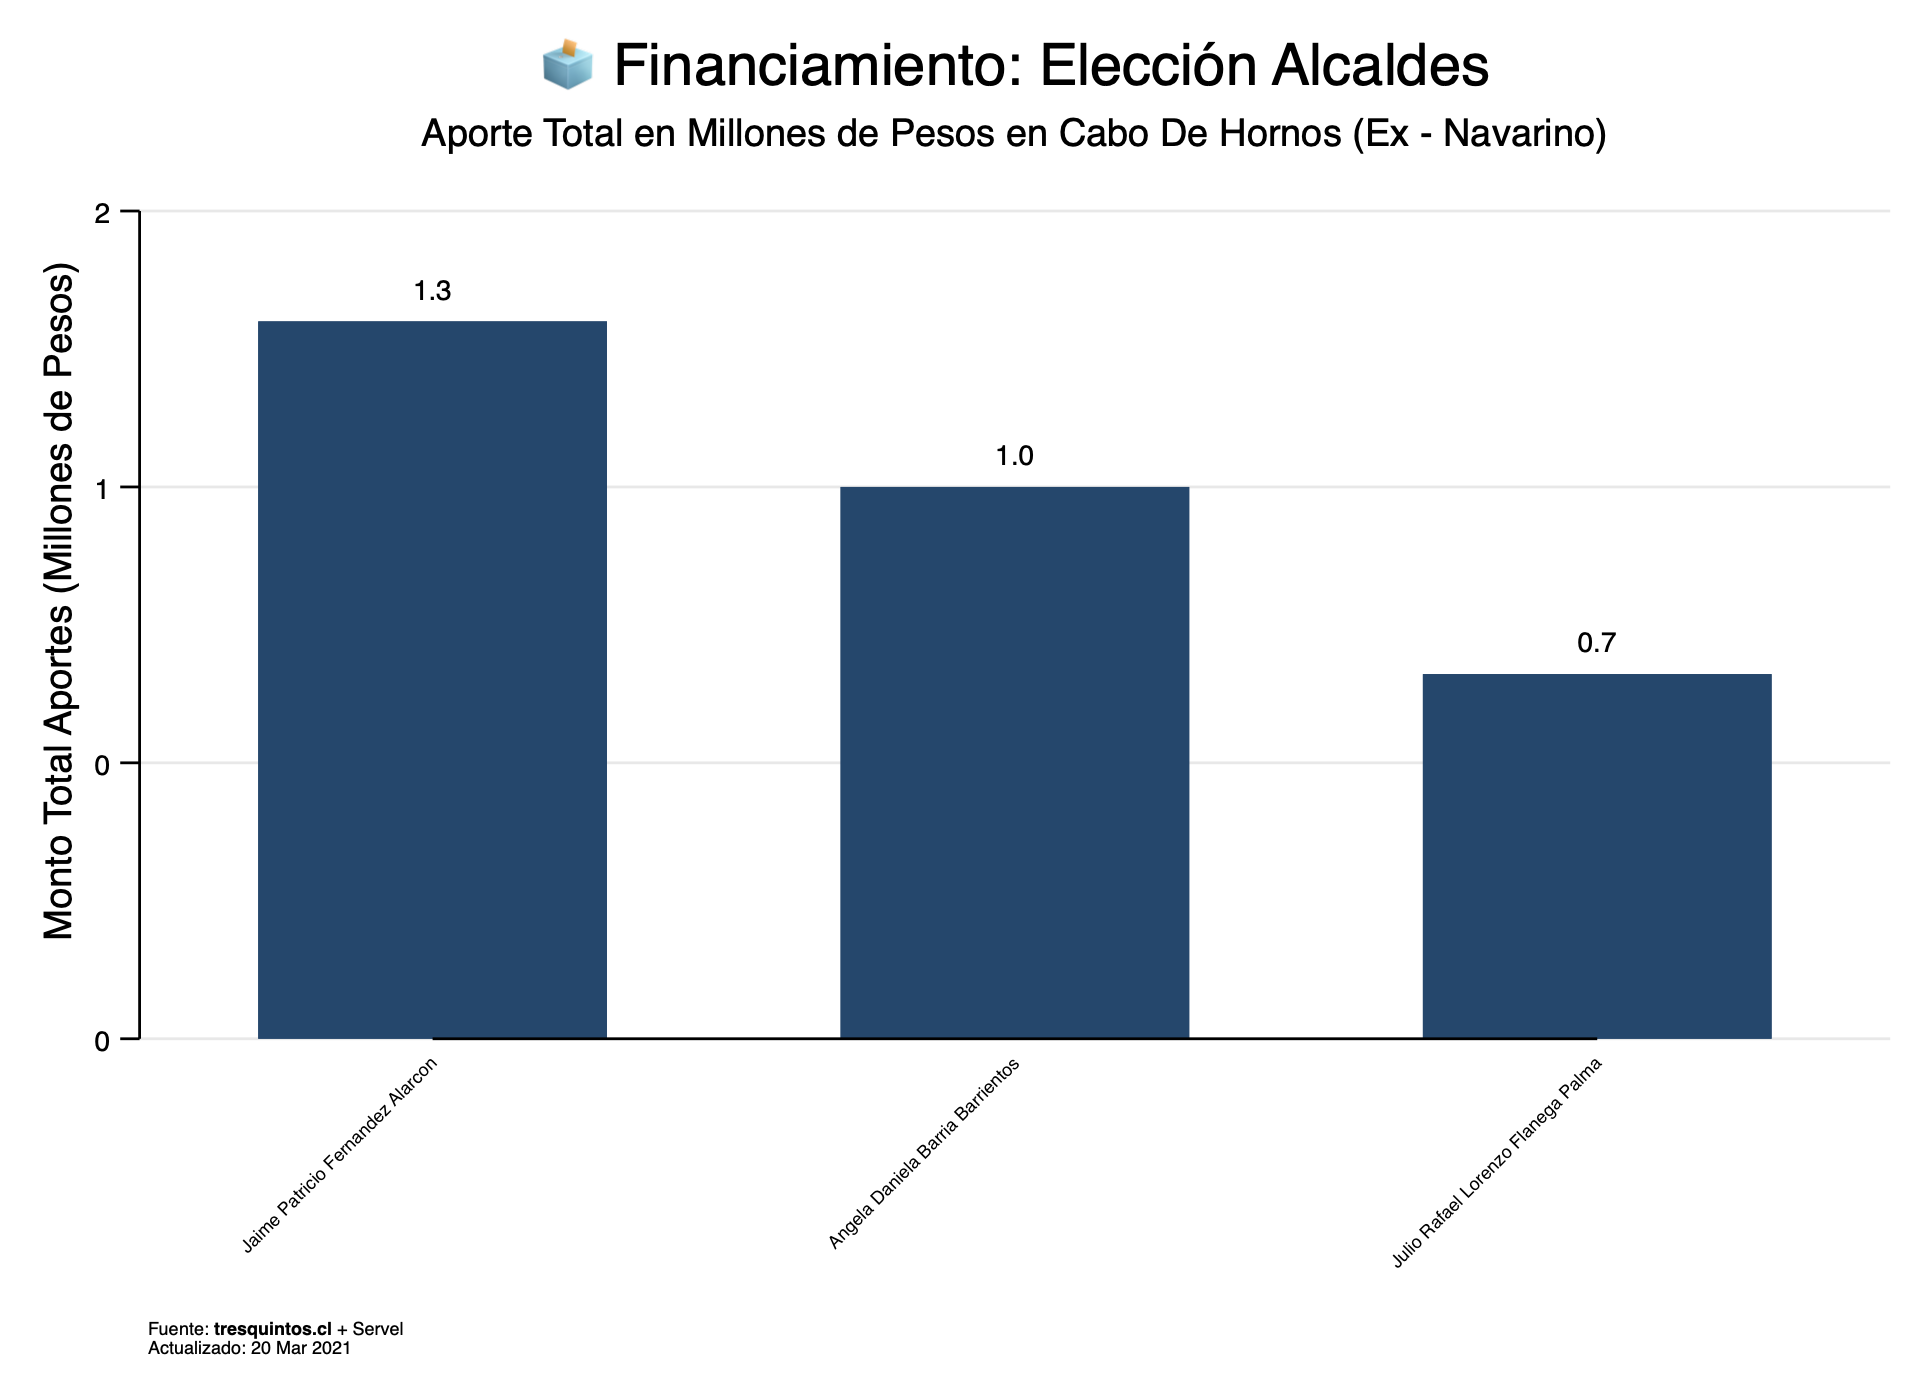 Financiamiento: Elección Alcaldes
Aporte Total en Millones de Pesos en Cabo De Hornos (Ex - Navarino)
Monto Total Aportes (Millones de Pesos)
2
1
0
0
1.3
1.0
0.7
Jaime Patricio Fernandez Alarcon
Angela Daniela Barria Barrientos
Julio Rafael Lorenzo Flanega Palma
Fuente: tresquintos.cl + Servel
Actualizado: 20 Mar 2021